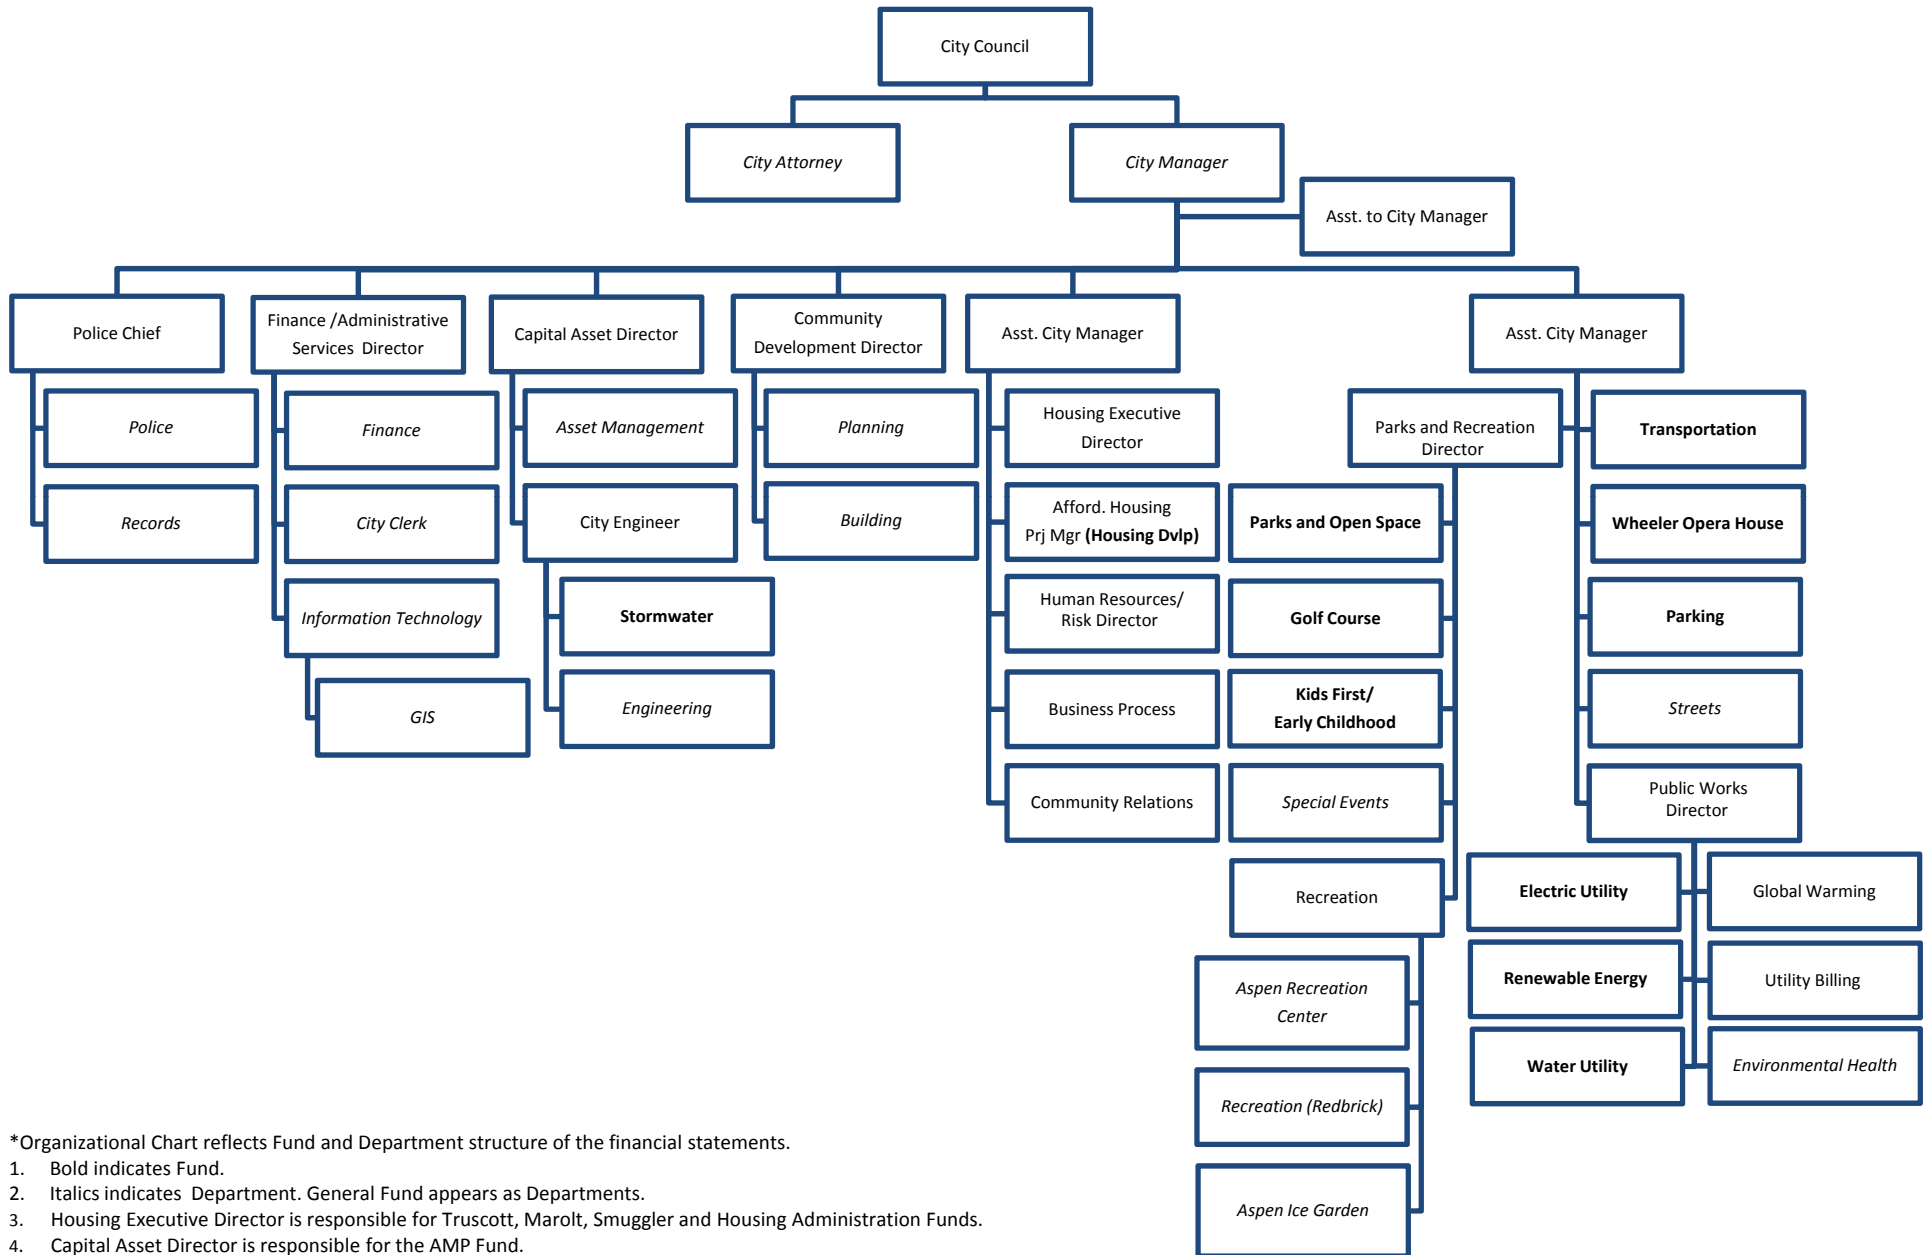 City Council
City Attorney
City Manager
Asst. to City Manager
Police Chief
Finance /Administrative
Services Director
Capital Asset Director
Community
Development Director
Asst. City Manager
Asst. City Manager
Police
Records
Finance
City Clerk
Information Technology
GIS
Asset Management
City Engineer
Stormwater
Engineering
Planning
Building
Housing Executive
Director
Afford. Housing
Prj Mgr (Housing Dvlp)
Human Resources/
Risk Director
Business Process
Community Relations
Parks and Recreation
Director
Parks and Open Space
Golf Course
Kids First/
Early Childhood
Special Events
Recreation
Aspen Recreation
Center
Recreation (Redbrick)
Aspen Ice Garden
Transportation
Wheeler Opera House
Parking
Streets
Public Works
Director
Electric Utility
Global Warming
Renewable Energy
Utility Billing
Water Utility
Environmental Health
*Organizational Chart reflects Fund and Department structure of the financial statements.
1. Bold indicates Fund.
2. Italics indicates Department. General Fund appears as Departments.
3. Housing Executive Director is responsible for Truscott, Marolt, Smuggler and Housing Administration Funds.
4. Capital Asset Director is responsible for the AMP Fund.